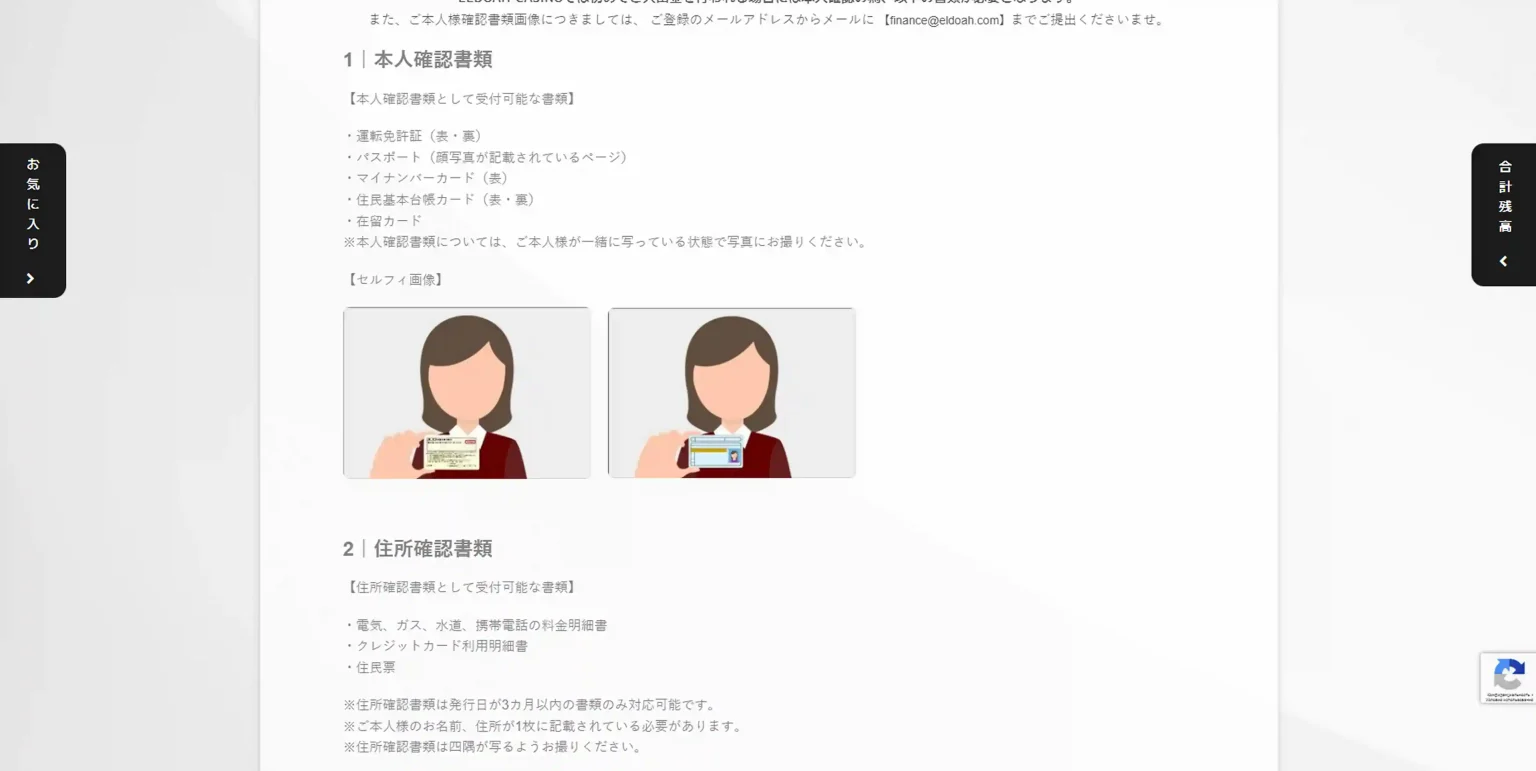 また、ご本人様確認書類画像につきましては、 ご登録のメールアドレスからメールに 【finance@eldoah.com】までご提出くださいませ。
1｜本人確認書類
【本人確認書類として受付可能な書類】
・運転免許証（表・裏）
・パスポート（顔写真が記載されているページ）
・マイナンバーカード（表）
・住民基本台帳カード（表・裏）
・在留カード
※本人確認書類については、ご本人様が一緒に写っている状態で写真にお撮りください。
【セルフィ画像】
2｜住所確認書類
【住所確認書類として受付可能な書類】
・電気、ガス、水道、携帯電話の料金明細書
・クレジットカード利用明細書
・住民票
※住所確認書類は発行日が3カ月以内の書類のみ対応可能です。
※ご本人様のお名前、住所が1枚に記載されている必要があります。
※住所確認書類は四隅が写るようお撮りください。
お気に入り
合計残高